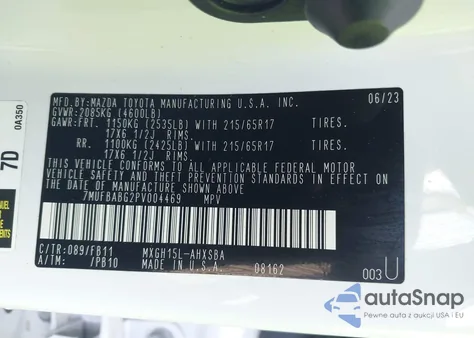 MFD. BY: MAZDA TOYOTA MANUFACTURING U.S.A. INC.
GVWR: 2085KG (4600LB) 06/23
GAWR: FRT. 1150KG (2535LB) WITH 215/65R17 TIRES.
17X6 1/2J RIMS.
RR. 1100KG (2425LB) WITH 215/65R17 TIRES.
17X6 1/2J RIMS.
THIS VEHICLE CONFORMS TO ALL APPLICABLE FEDERAL MOTOR
VEHICLE SAFETY AND THEFT PREVENTION STANDARDS IN
EFFECT ON THE DATE OF MANUFACTURE SHOWN ABOVE.
7MUFBABG2PV004469 MPV
C/TR:089/FB11 MXGH15L-AHXSBA
A/TM: /PB10 MADE IN U.S.A. 08162 003U
7D 0A350
autoSnap
Pewne auta z aukcji USA i EU